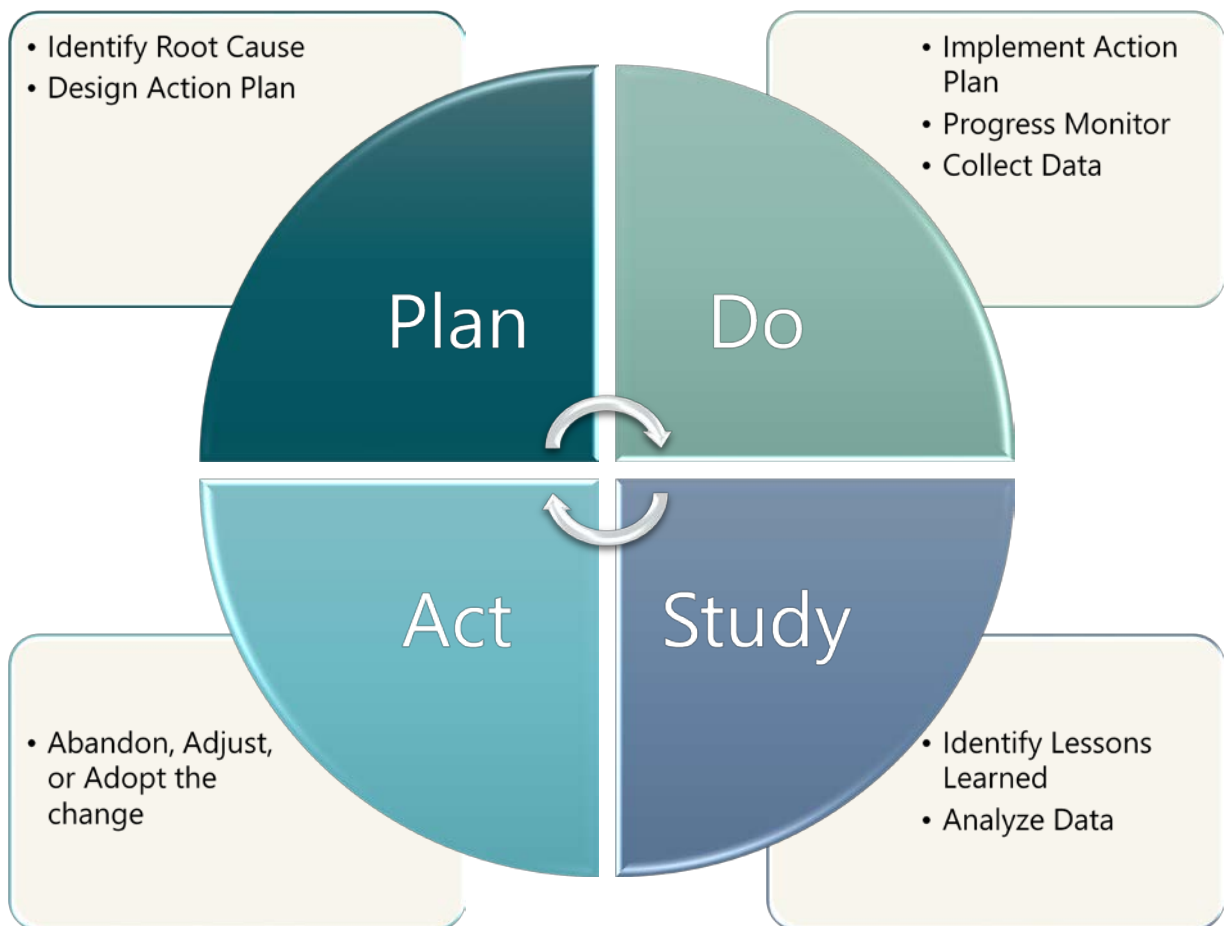 • Identify Root Cause
• Design Action Plan
• Implement Action
Plan
• Progress Monitor
• Collect Data
Plan
Do
Act
Study
• Abandon, Adjust,
or Adopt the
change
• Identify Lessons
Learned
• Analyze Data